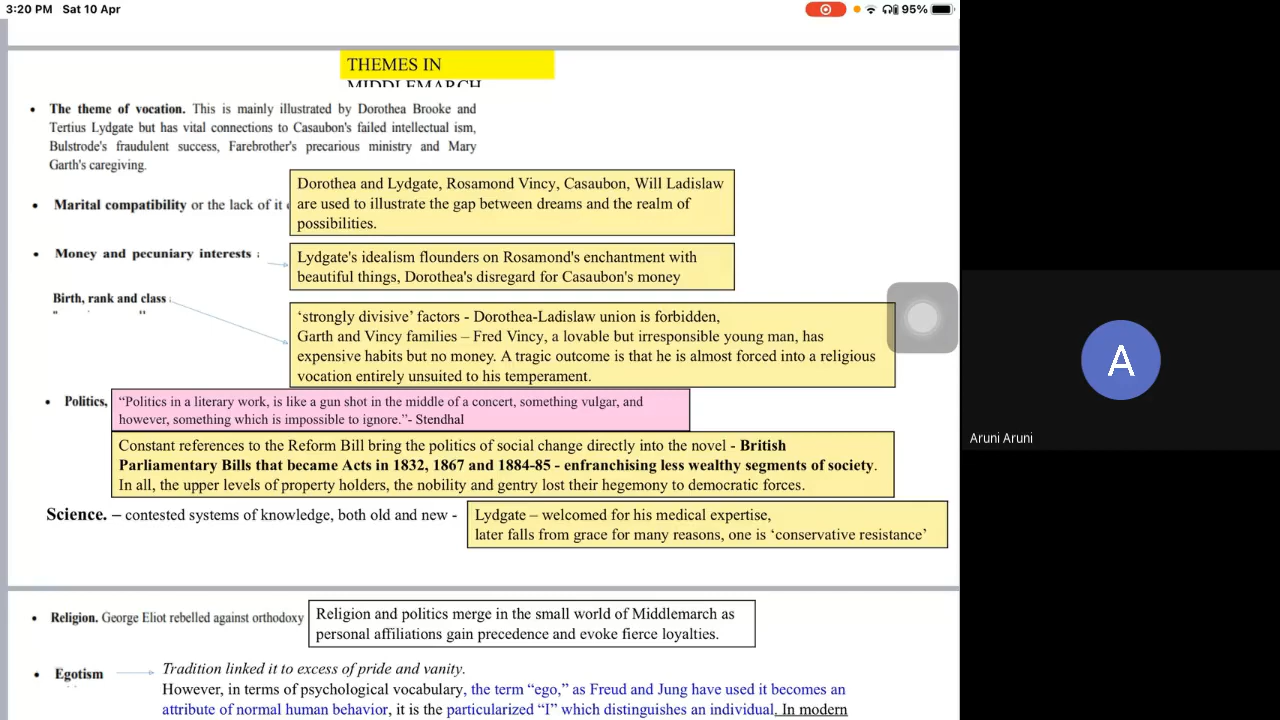 3:20 PM Sat 10 Apr
95%
THEMES IN
MIDDLEMARCH
• The theme of vocation. This is mainly illustrated by Dorothea Brooke and
Tertius Lydgate but has vital connections to Casaubon's failed intellectual ism,
Bulstrode's fraudulent success, Farebrother's precarious ministry and Mary
Garth's caregiving.
• Marital compatibility or the lack of it
Dorothea and Lydgate, Rosamond Vincy, Casaubon, Will Ladislaw
are used to illustrate the gap between dreams and the realm of
possibilities.
• Money and pecuniary interests
Lydgate's idealism flounders on Rosamond's enchantment with
beautiful things, Dorothea's disregard for Casaubon's money
Birth, rank and class
‘strongly divisive’ factors - Dorothea-Ladislaw union is forbidden,
Garth and Vincy families – Fred Vincy, a lovable but irresponsible young man, has
expensive habits but no money. A tragic outcome is that he is almost forced into a religious
vocation entirely unsuited to his temperament.
• Politics,
“Politics in a literary work, is like a gun shot in the middle of a concert, something vulgar, and
however, something which is impossible to ignore.”- Stendhal
Constant references to the Reform Bill bring the politics of social change directly into the novel - British
Parliamentary Bills that became Acts in 1832, 1867 and 1884-85 - enfranchising less wealthy segments of society.
In all, the upper levels of property holders, the nobility and gentry lost their hegemony to democratic forces.
Science. – contested systems of knowledge, both old and new -
Lydgate – welcomed for his medical expertise,
later falls from grace for many reasons, one is ‘conservative resistance’
• Religion. George Eliot rebelled against orthodoxy
Religion and politics merge in the small world of Middlemarch as
personal affiliations gain precedence and evoke fierce loyalties.
• Egotism
Tradition linked it to excess of pride and vanity.
However, in terms of psychological vocabulary, the term “ego,” as Freud and Jung have used it becomes an
attribute of normal human behavior, it is the particularized “I” which distinguishes an individual. In modern
A
Aruni Aruni